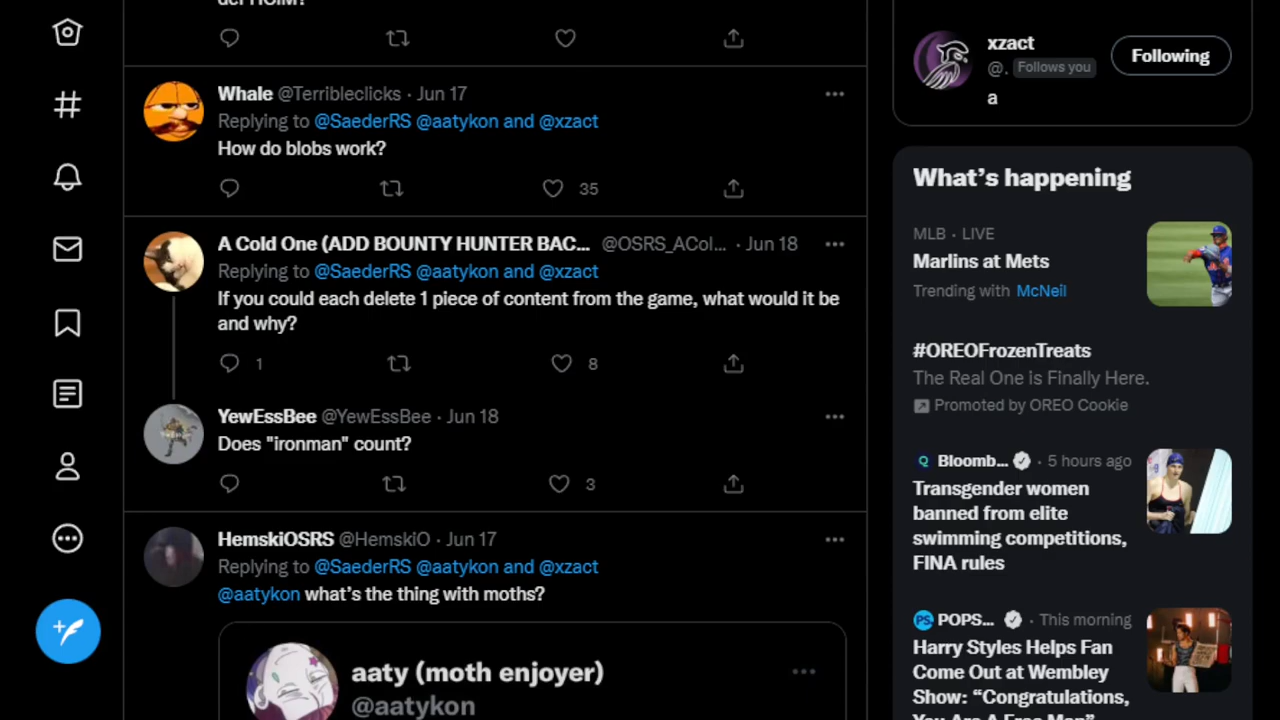 Whale @Terribleclicks · Jun 17
Replying to @SaederRS @aatykon and @xzact
How do blobs work?
35
A Cold One (ADD BOUNTY HUNTER BAC... @OSRS_ACol... · Jun 18
Replying to @SaederRS @aatykon and @xzact
If you could each delete 1 piece of content from the game, what would it be
and why?
1 8
YewEssBee @YewEssBee · Jun 18
Does "ironman" count?
3
HemskiOSRS @HemskiO · Jun 17
Replying to @SaederRS @aatykon and @xzact
@aatykon what's the thing with moths?
aaty (moth enjoyer)
@aatykon
xzact
@. Follows you
Following
a
What's happening
MLB · LIVE
Marlins at Mets
Trending with McNeil
#OREOFrozenTreats
The Real One is Finally Here.
Promoted by OREO Cookie
Bloomb... · 5 hours ago
Transgender women
banned from elite
swimming competitions,
FINA rules
PS. POPS... · This morning
Harry Styles Helps Fan
Come Out at Wembley
Show: “Congratulations,
You Are A Free Man”